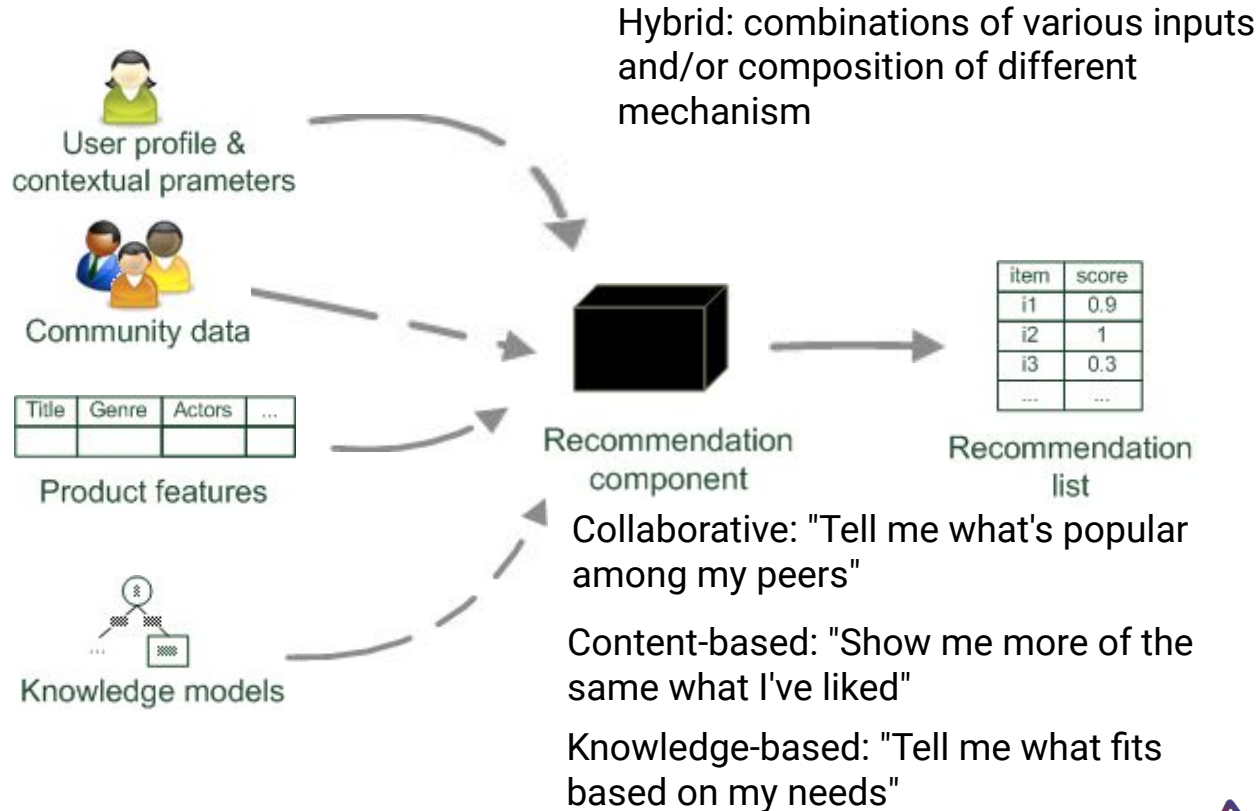 Hybrid: combinations of various inputs
and/or composition of different
mechanism
User profile &
contextual prameters
Community data
Title Genre Actors ...
Product features
...
Knowledge models
Recommendation
component
item score
i1 0.9
i2 1
i3 0.3
... ...
Recommendation
list
Collaborative: "Tell me what's popular
among my peers"
Content-based: "Show me more of the
same what I've liked"
Knowledge-based: "Tell me what fits
based on my needs"